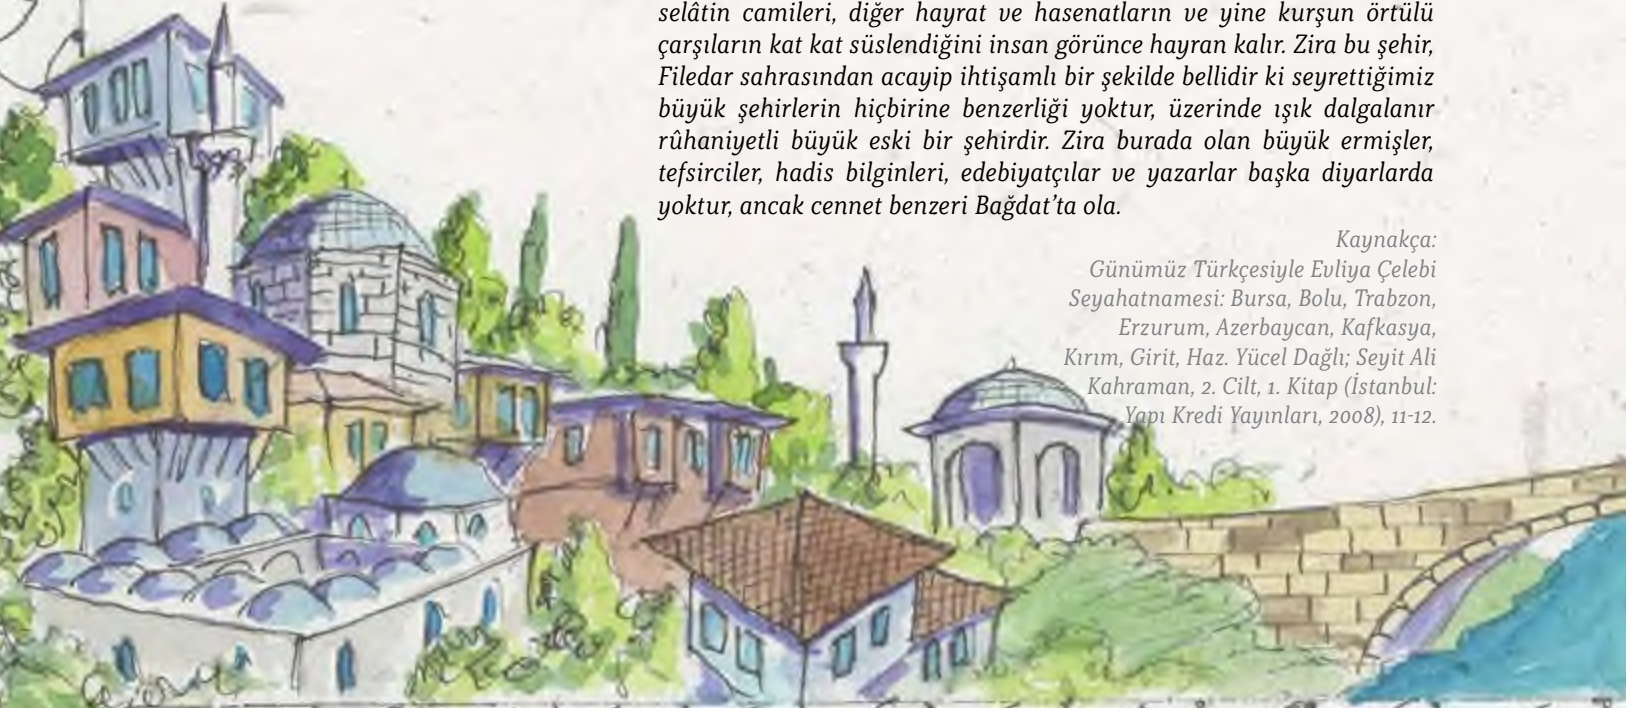 selâtin camileri, diğer hayrat ve hasenatların ve yine kurşun örtülü
çarşıların kat kat süslendiğini insan görünce hayran kalır. Zira bu şehir,
Filedar sahrasından acayip ihtişamlı bir şekilde bellidir ki seyrettiğimiz
büyük şehirlerin hiçbirine benzerliği yoktur, üzerinde ışık dalgalanır
rûhaniyetli büyük eski bir şehirdir. Zira burada olan büyük ermişler,
tefsirciler, hadis bilginleri, edebiyatçılar ve yazarlar başka diyarlarda
yoktur, ancak cennet benzeri Bağdat’ta ola.
Kaynakça:
Günümüz Türkçesiyle Evliya Çelebi
Seyahatnamesi: Bursa, Bolu, Trabzon,
Erzurum, Azerbaycan, Kafkasya,
Kırım, Girit, Haz. Yücel Dağlı; Seyit Ali
Kahraman, 2. Cilt, 1. Kitap (İstanbul:
Yapı Kredi Yayınları, 2008), 11-12.